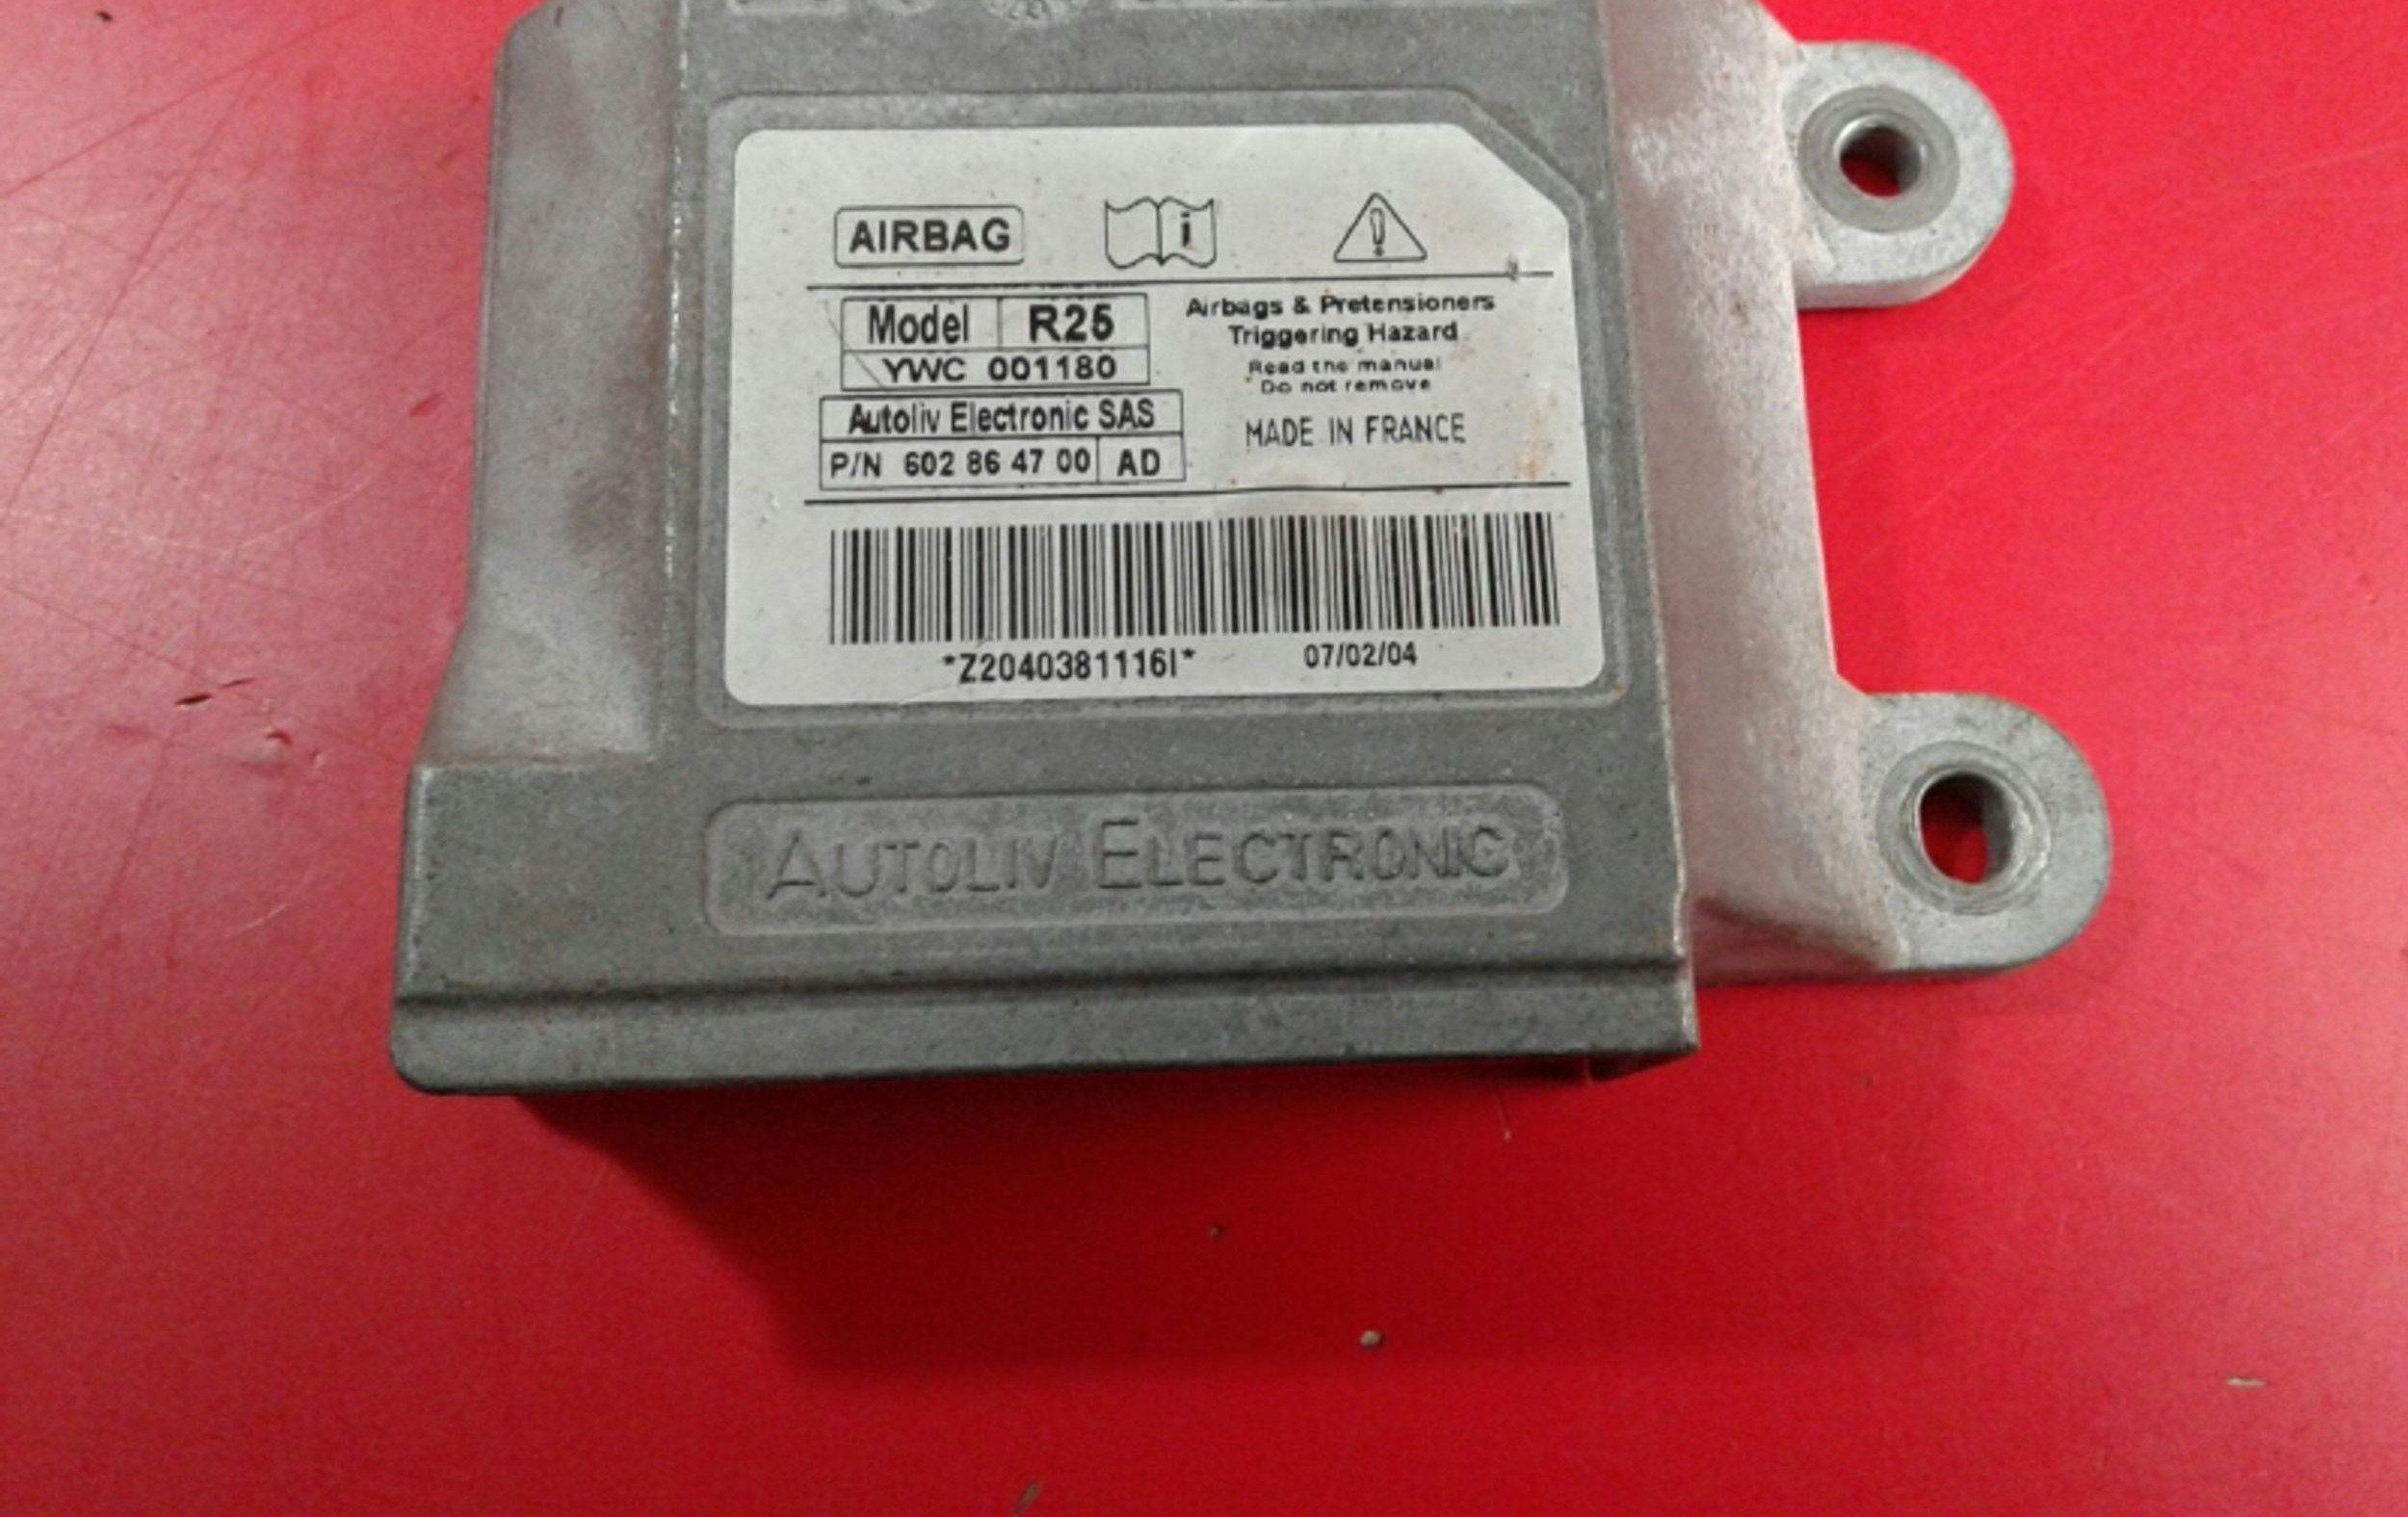 AIRBAG
i
Model R25
YWC 001180
Autoliv Electronic SAS
P/N 602 86 47 00 AD
Airbags & Pretensioners
Triggering Hazard
Read the manual
Do not remove
MADE IN FRANCE
*Z2040381116I* 07/02/04
AUTOLIV ELECTRONIC